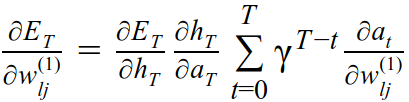 ∂E_T/∂w_{lj}^{(1)} = ∂E_T/∂h_T ∂h_T/∂a_T ∑_{t=0}^{T} γ^{T−t} ∂a_t/∂w_{lj}^{(1)}